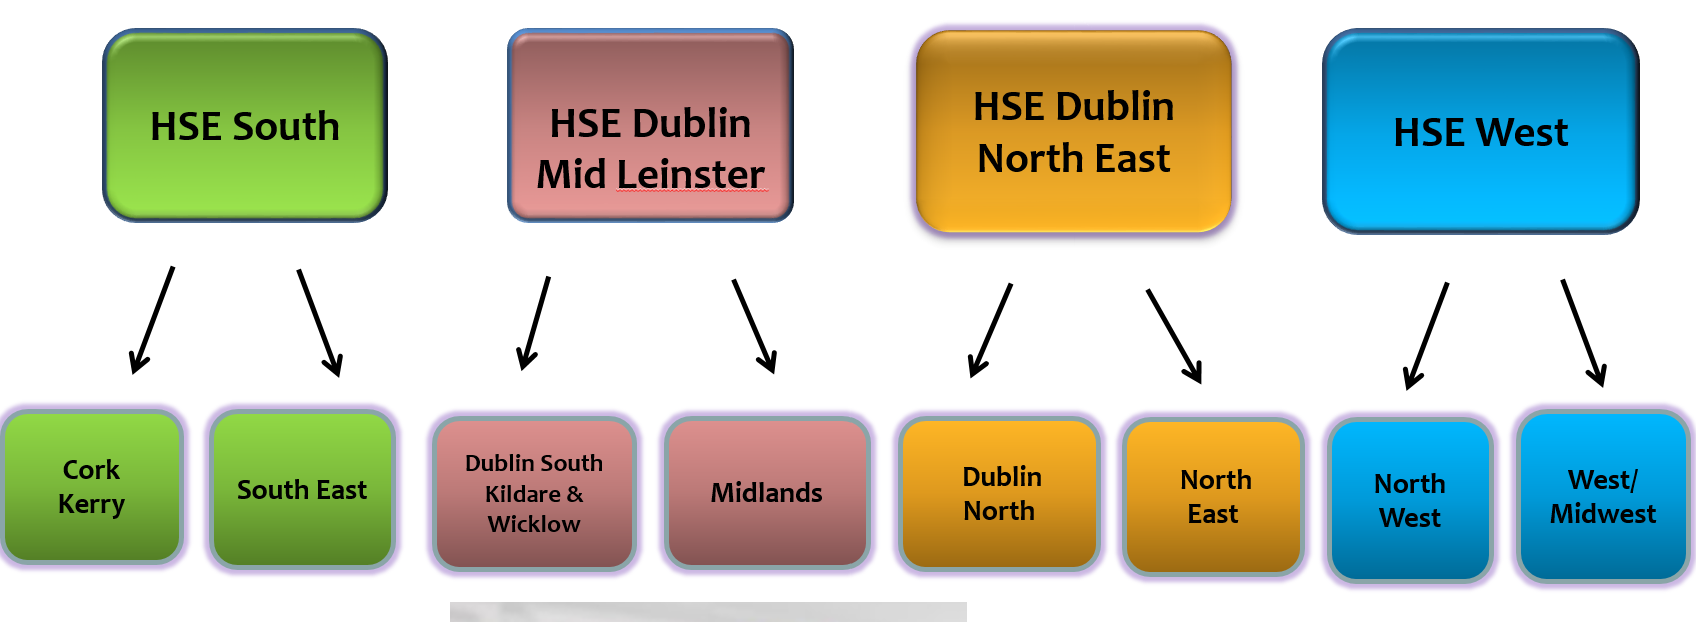 HSE South
HSE Dublin
Mid Leinster
HSE Dublin
North East
HSE West
Cork
Kerry
South East
Dublin South
Kildare &
Wicklow
Midlands
Dublin
North
North
East
North
West
West/
Midwest